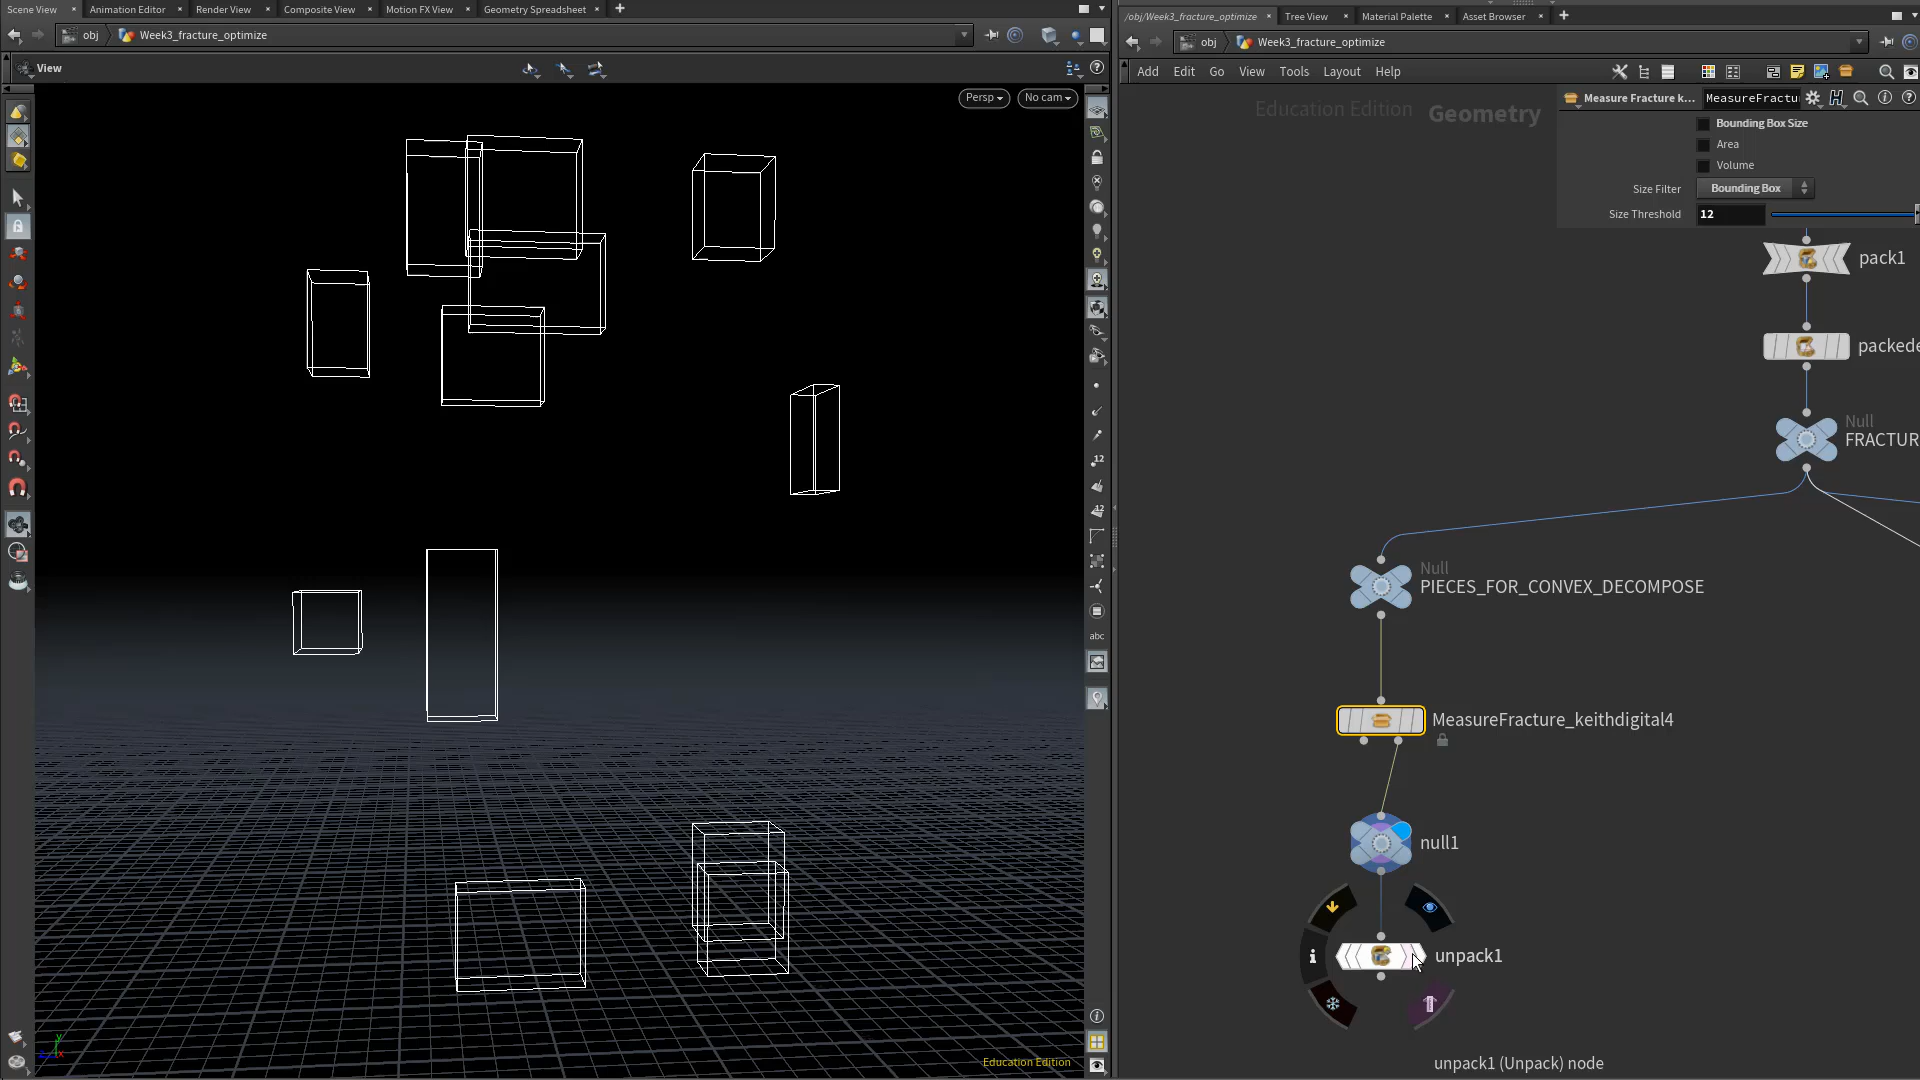 Scene View
Animation Editor
Render View
Composite View
Motion FX View
Geometry Spreadsheet
obj
Week3_fracture_optimize
View
Persp
No cam
12
12
abc
Education Edition
y
x
/obj/Week3_fracture_optimize
Tree View
Material Palette
Asset Browser
obj
Week3_fracture_optimize
Add Edit Go View Tools Layout Help
Education Edition
Geometry
Measure Fracture k...
MeasureFractu
Bounding Box Size
Area
Volume
Size Filter
Bounding Box
Size Threshold
12
pack1
packede
Null
FRACTUR
Null
PIECES_FOR_CONVEX_DECOMPOSE
MeasureFracture_keithdigital4
null1
unpack1
unpack1 (Unpack) node